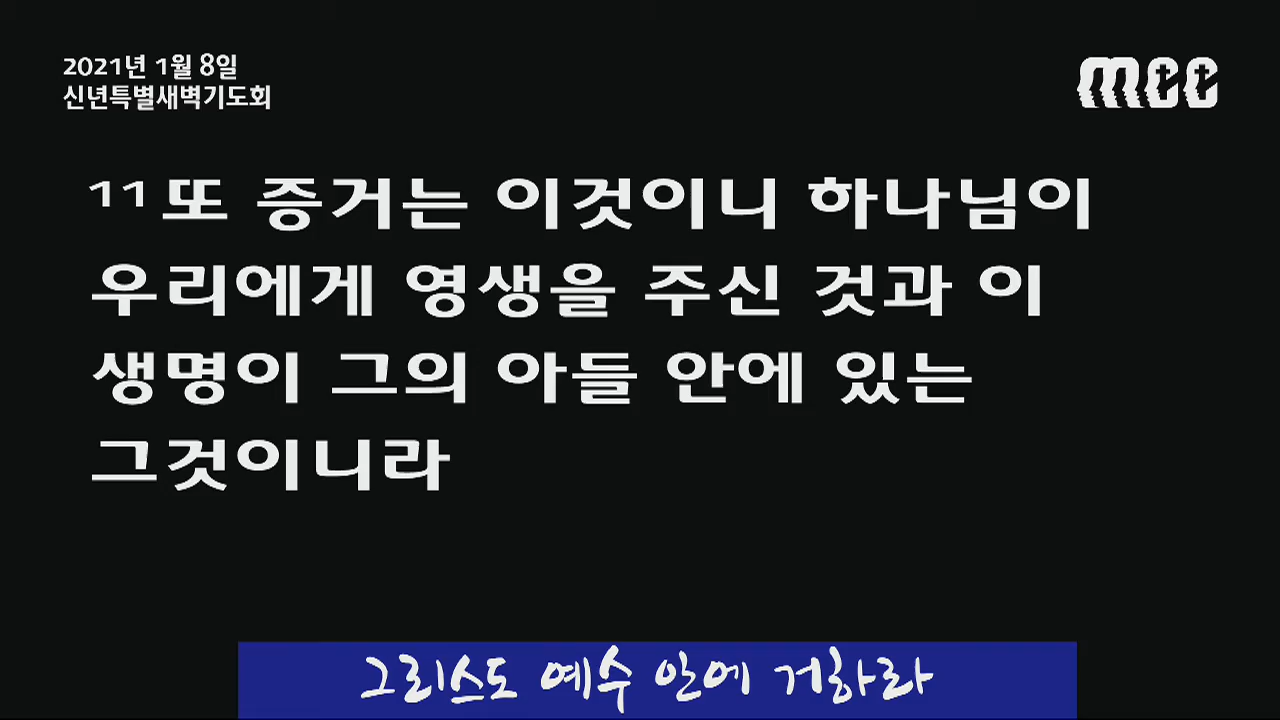 2021년 1월 8일
신년특별새벽기도회
mcc
11 또 증거는 이것이니 하나님이
우리에게 영생을 주신 것과 이
생명이 그의 아들 안에 있는
그것이니라
그리스도 예수 안에 거하라